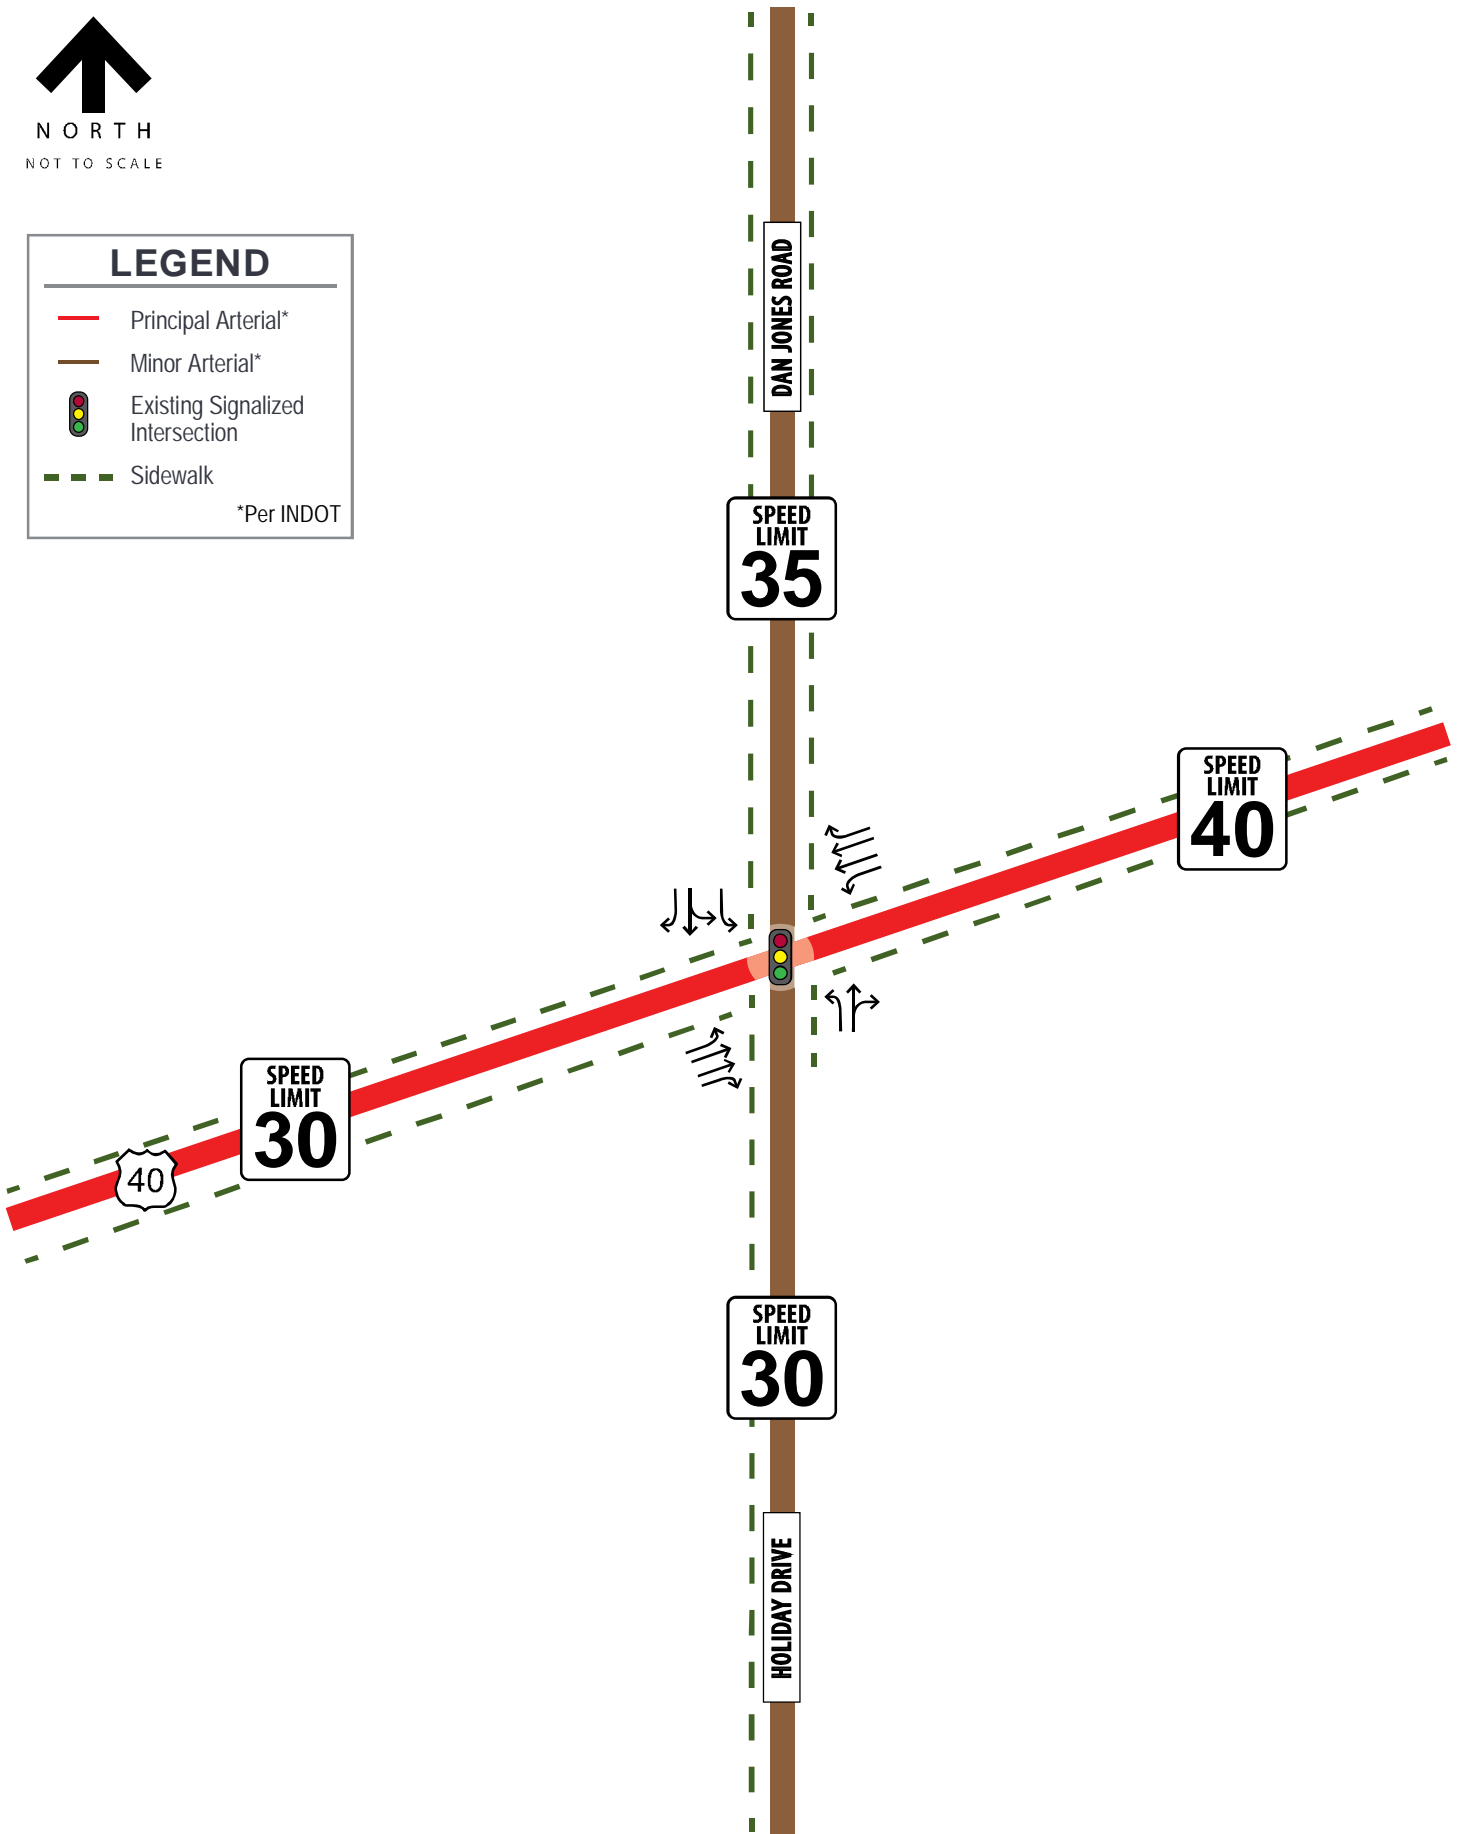 NORTH
NOT TO SCALE
LEGEND
Principal Arterial*
Minor Arterial*
Existing Signalized
Intersection
Sidewalk
*Per INDOT
DAN JONES ROAD
SPEED
LIMIT
35
SPEED
LIMIT
40
SPEED
LIMIT
30
40
SPEED
LIMIT
30
HOLIDAY DRIVE